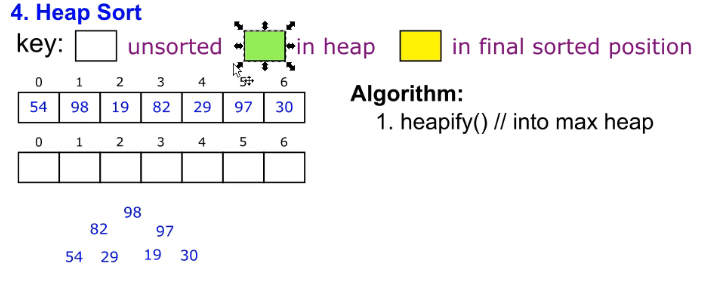 4. Heap Sort
key: unsorted in heap in final sorted position
0 1 2 3 4 5 6
54 98 19 82 29 97 30
Algorithm:
1. heapify() // into max heap
0 1 2 3 4 5 6
98
82 97
54 29 19 30